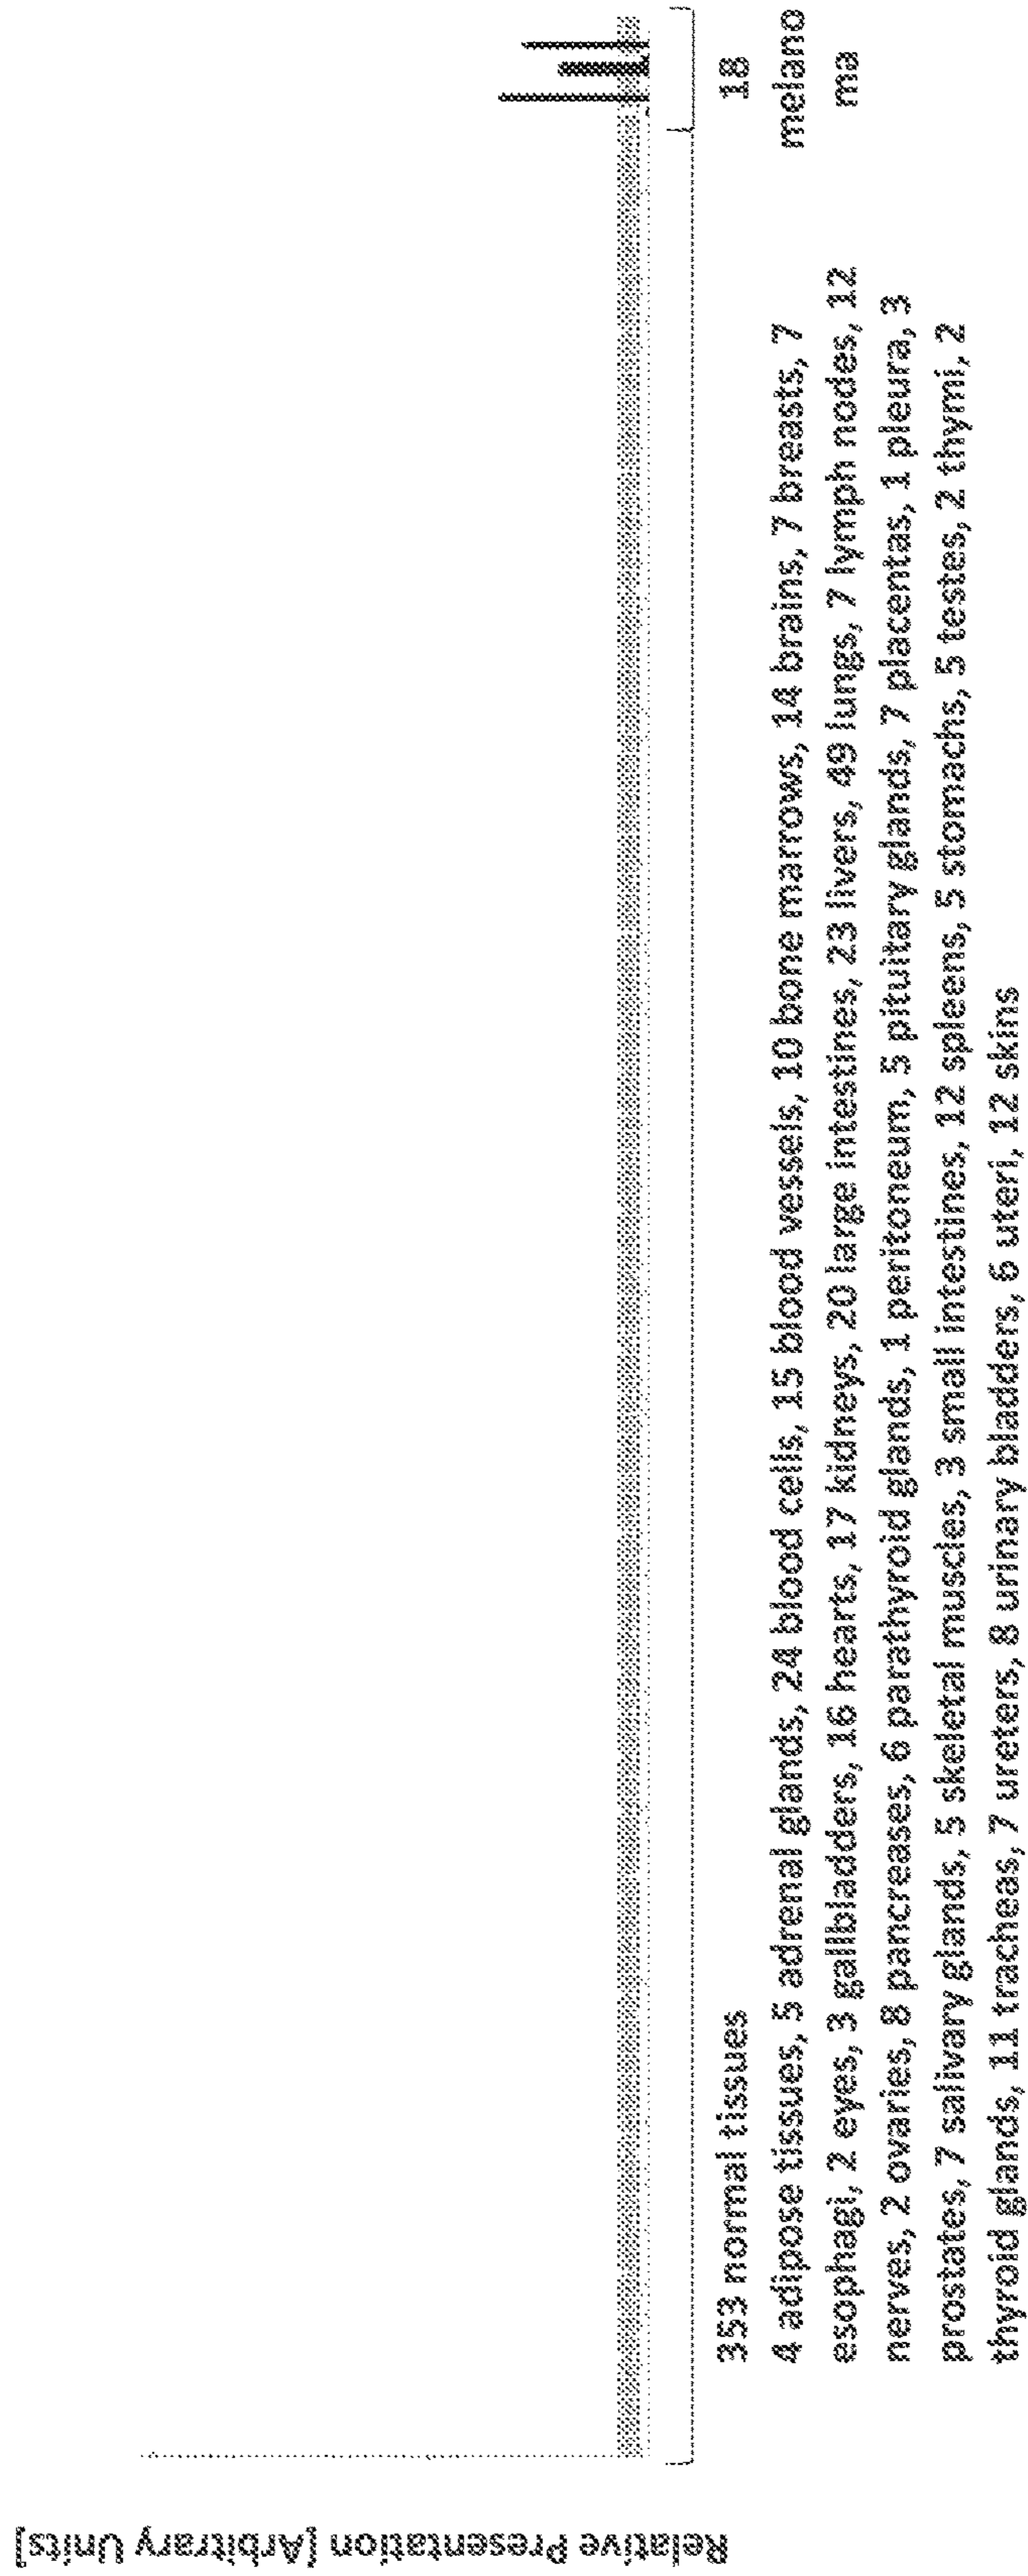 Relative Presentation [Arbitrary Units]
353 normal tissues
4 adipose tissues, 5 adrenal glands, 24 blood cells, 15 blood vessels, 10 bone marrows, 14 brains, 7 breasts, 7
esophagi, 2 eyes, 3 gallbladders, 16 hearts, 17 kidneys, 20 large intestines, 23 livers, 49 lungs, 7 lymph nodes, 12
nerves, 2 ovaries, 8 pancreases, 6 parathyroid glands, 1 peritoneum, 5 pituitary glands, 7 placentas, 1 pleura, 3
prostates, 7 salivary glands, 5 skeletal muscles, 3 small intestines, 12 spleens, 5 stomachs, 5 testes, 2 thymi, 2
thyroid glands, 11 tracheas, 7 ureters, 8 urinary bladders, 6 uteri, 12 skins
18
melano
ma